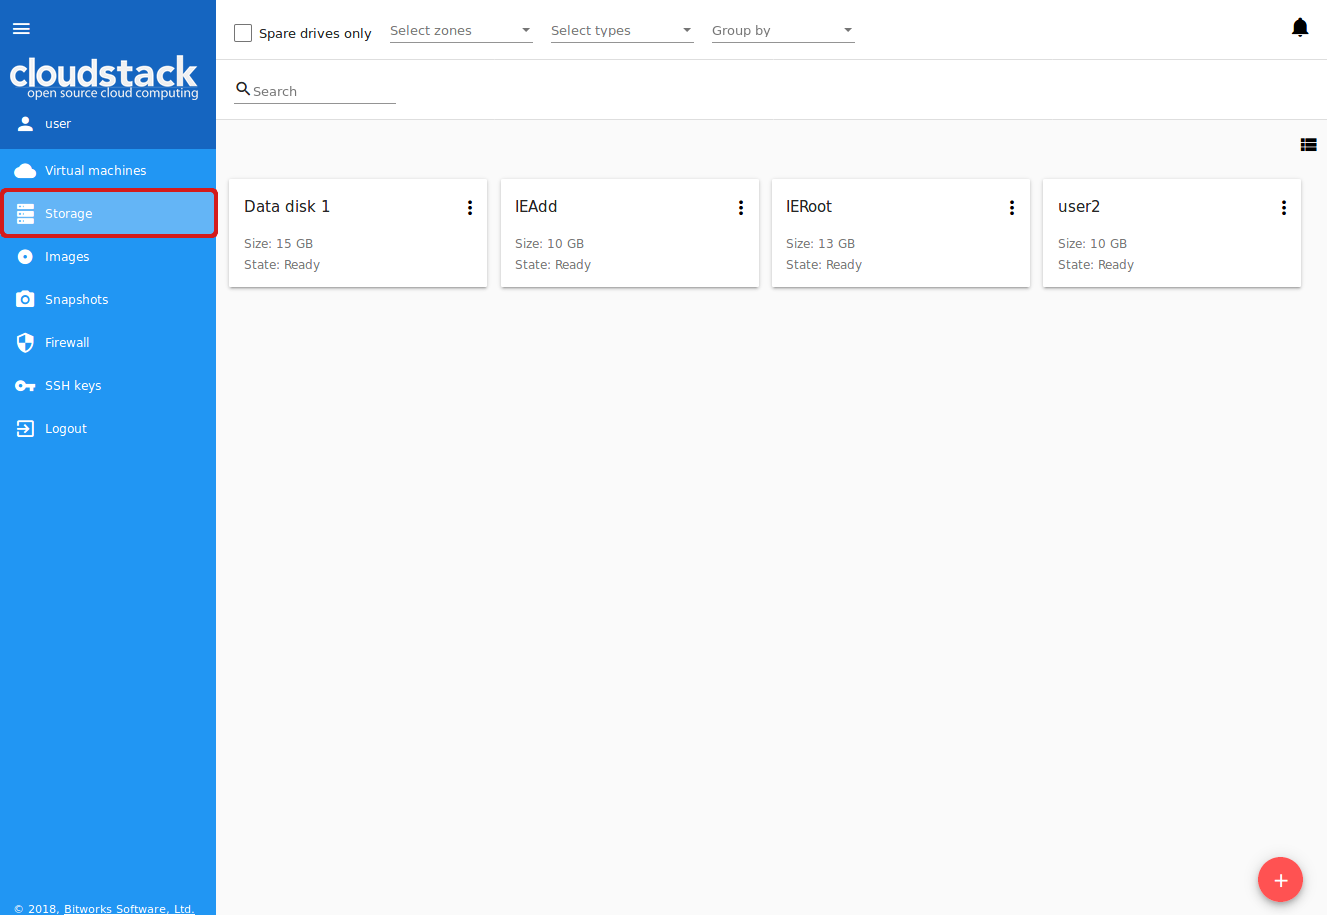 cloudstack
open source cloud computing
user
Virtual machines
Storage
Images
Snapshots
Firewall
SSH keys
Logout
© 2018, Bitworks Software, Ltd.
Spare drives only
Select zones
Select types
Group by
Search
Data disk 1
Size: 15 GB
State: Ready
IEAdd
Size: 10 GB
State: Ready
IERoot
Size: 13 GB
State: Ready
user2
Size: 10 GB
State: Ready